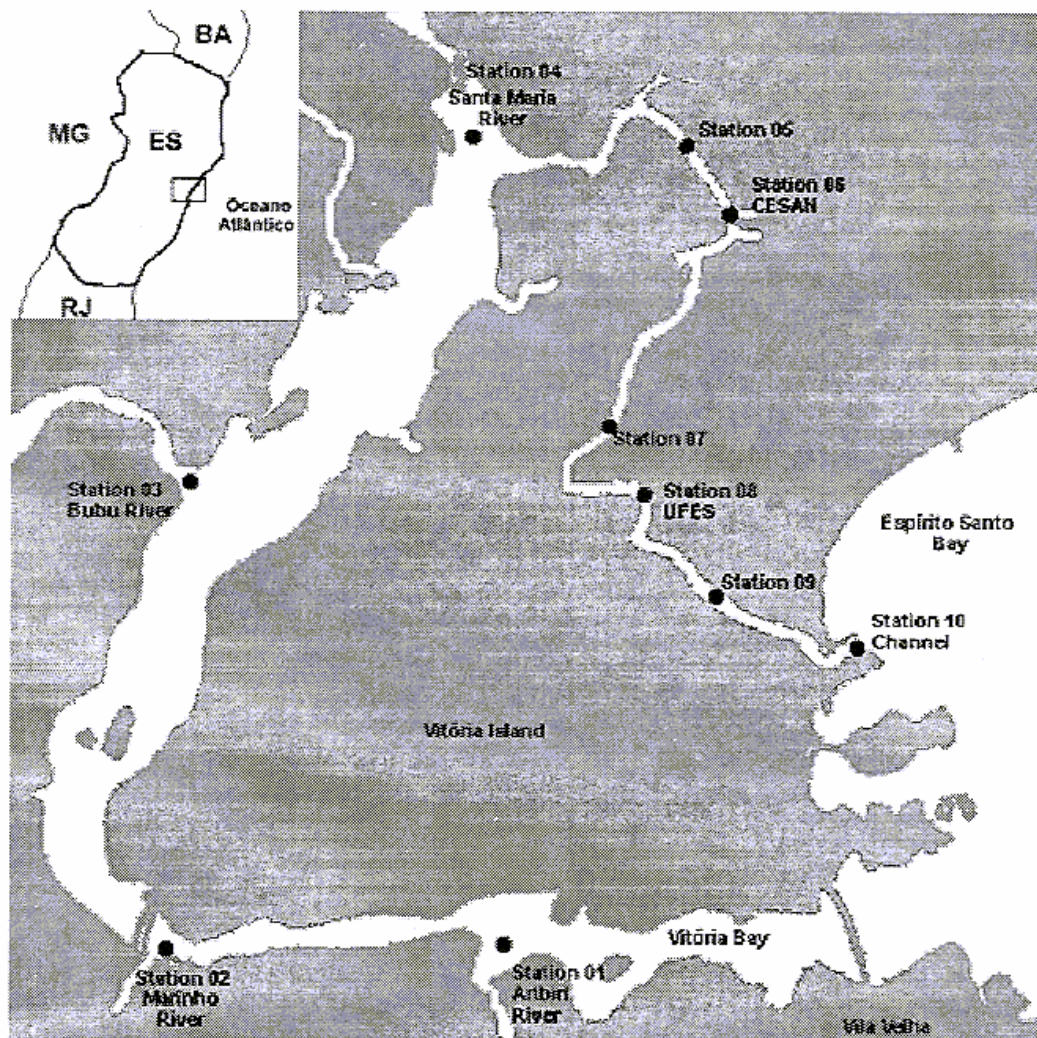 BA
MG
ES
Oceano
Atlântico
RJ
Station 04
Santa Maria
River
Station 05
Station 06
CESAN
Station 07
Station 03
Bubu River
Station 08
UFES
Espírito Santo
Bay
Station 09
Station 10
Channel
Vitória Island
Vitória Bay
Station 02
Marinho
River
Station 01
Aribiri
River
Vila Velha